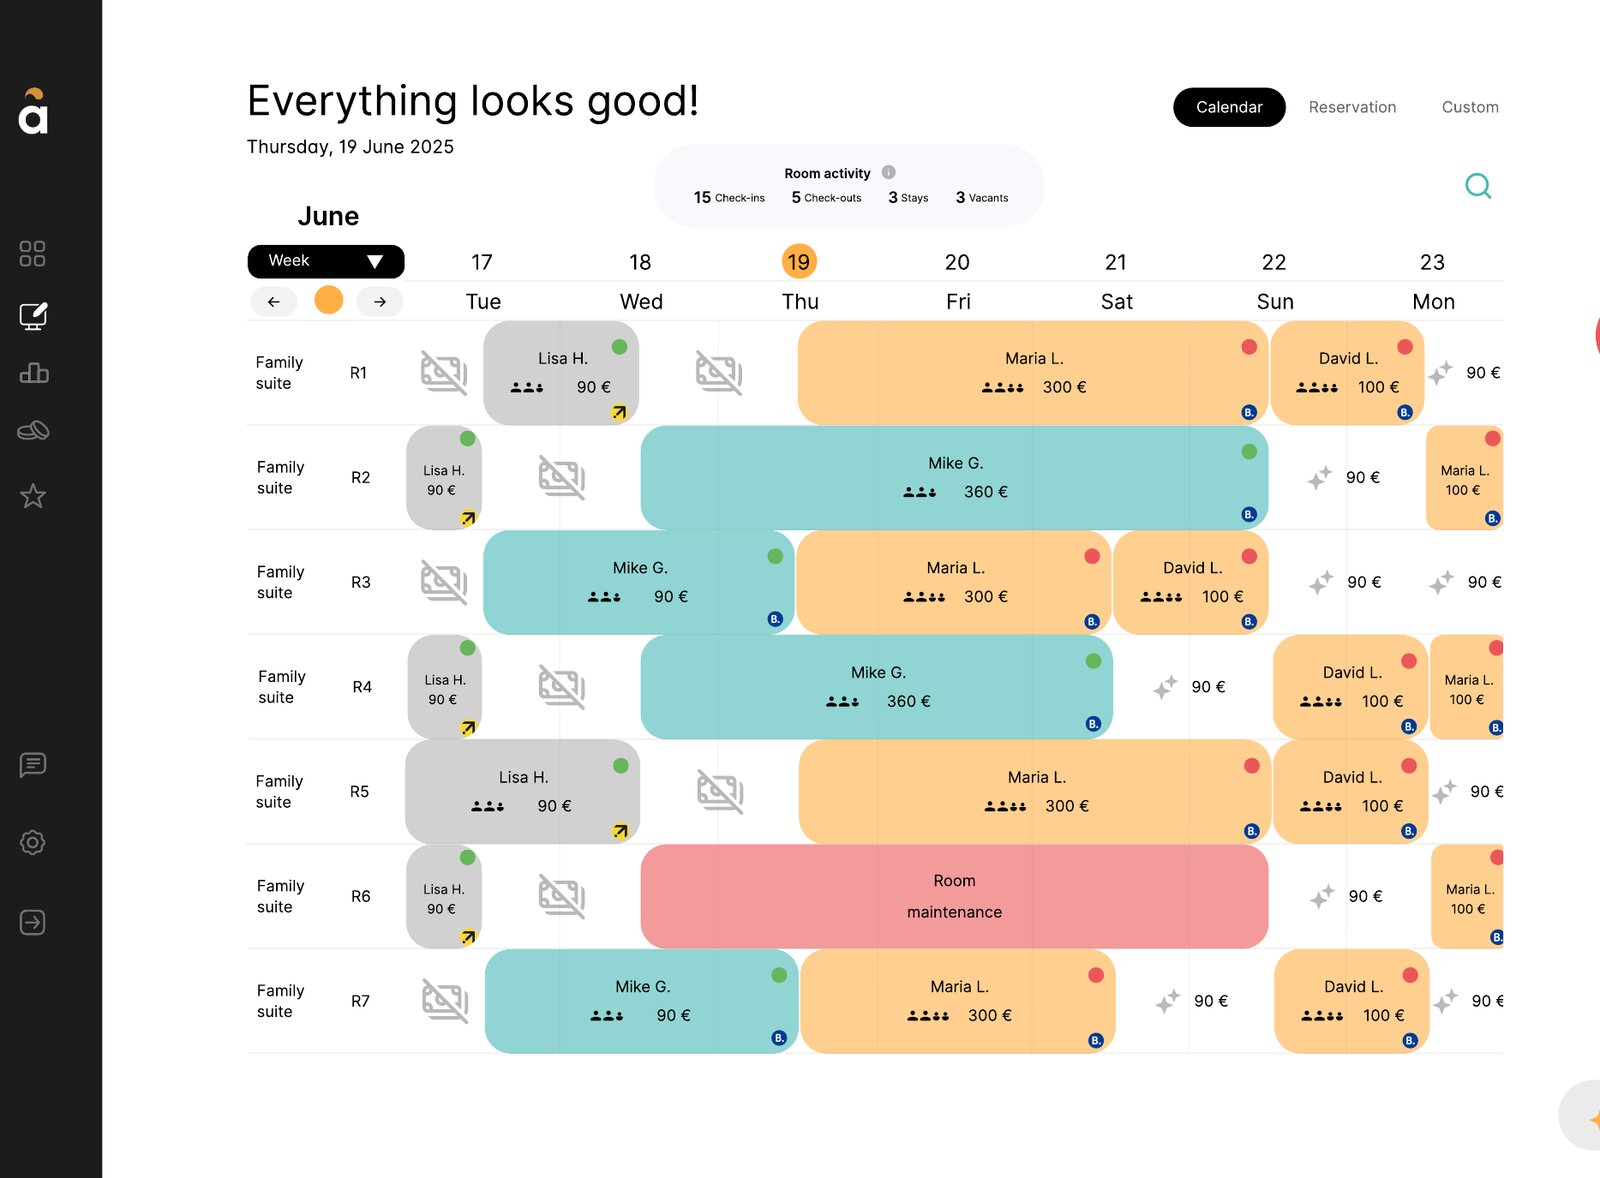 a
Everything looks good!
Calendar Reservation Custom
Thursday, 19 June 2025
Room activity i
15 Check-ins 5 Check-outs 3 Stays 3 Vacants
June
Week 17 18 19 20 21 22 23
Tue Wed Thu Fri Sat Sun Mon
Family suite R1
Lisa H.
90 €
Maria L.
300 €
B.
David L.
100 €
B.
90 €
Family suite R2
Lisa H.
90 €
Mike G.
360 €
B.
90 €
Maria L.
100 €
B.
Family suite R3
Mike G.
90 €
B.
Maria L.
300 €
B.
David L.
100 €
B.
90 €
90 €
Family suite R4
Lisa H.
90 €
Mike G.
360 €
B.
90 €
David L.
100 €
B.
Maria L.
100 €
B.
Family suite R5
Lisa H.
90 €
Maria L.
300 €
B.
David L.
100 €
B.
90 €
Family suite R6
Lisa H.
90 €
Room
maintenance
90 €
Maria L.
100 €
B.
Family suite R7
Mike G.
90 €
B.
Maria L.
300 €
B.
90 €
David L.
100 €
B.
90 €